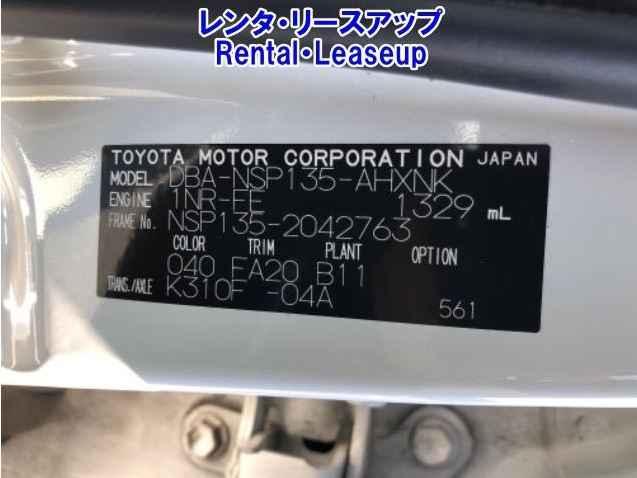 レンタ・リースアップ
Rental・Leaseup
TOYOTA MOTOR CORPORATION JAPAN
MODEL DBA-NSP135-AHXNK
ENGINE 1NR-FE 1,329 mL
FRAME No. NSP135-2042763
COLOR TRIM PLANT OPTION
040 FA20 B11
TRANS./AXLE K310F -04A
561